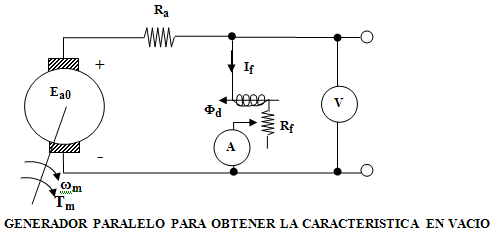 Ra
+
If
Ea0
V
Φd
Rf
A
-
ωm
Tm
GENERADOR PARALELO PARA OBTENER LA CARACTERISTICA EN VACIO